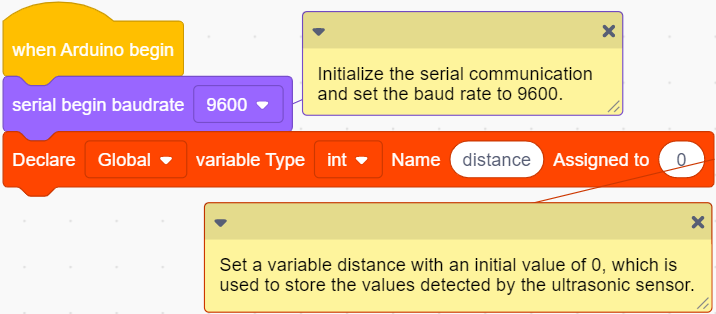 when Arduino begin
Initialize the serial communication
and set the baud rate to 9600.
serial begin baudrate 9600
Declare Global variable Type int Name distance Assigned to 0
Set a variable distance with an initial value of 0, which is
used to store the values detected by the ultrasonic sensor.